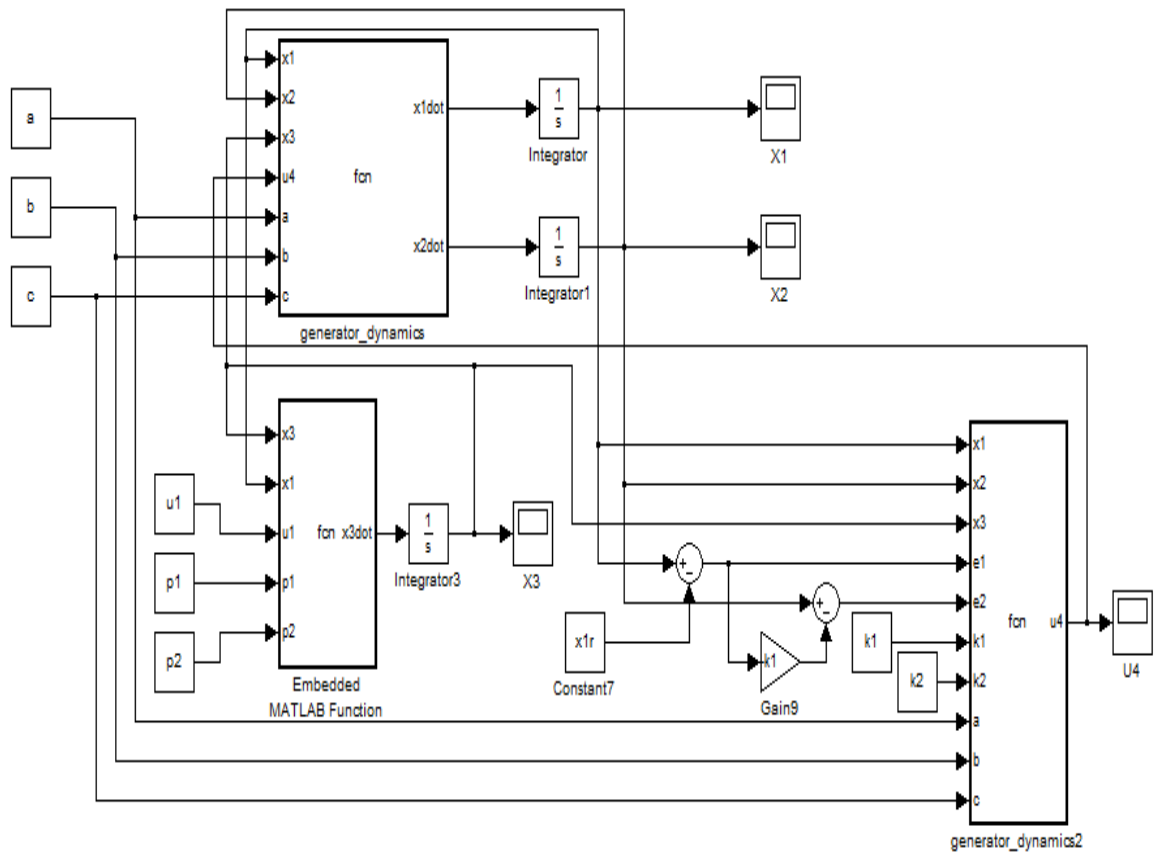 a
b
c
x1
x2
x3
u4
a
b
c
fcn
x1dot
x2dot
generator_dynamics
1
s
Integrator
X1
1
s
Integrator1
X2
x3
x1
u1
p1
p2
fcn
x3dot
Embedded
MATLAB Function
u1
p1
p2
1
s
Integrator3
X3
+
-
x1r
Constant7
k1
Gain9
+
-
k1
k2
x1
x2
x3
e1
e2
k1
k2
a
b
c
fcn
u4
generator_dynamics2
U4